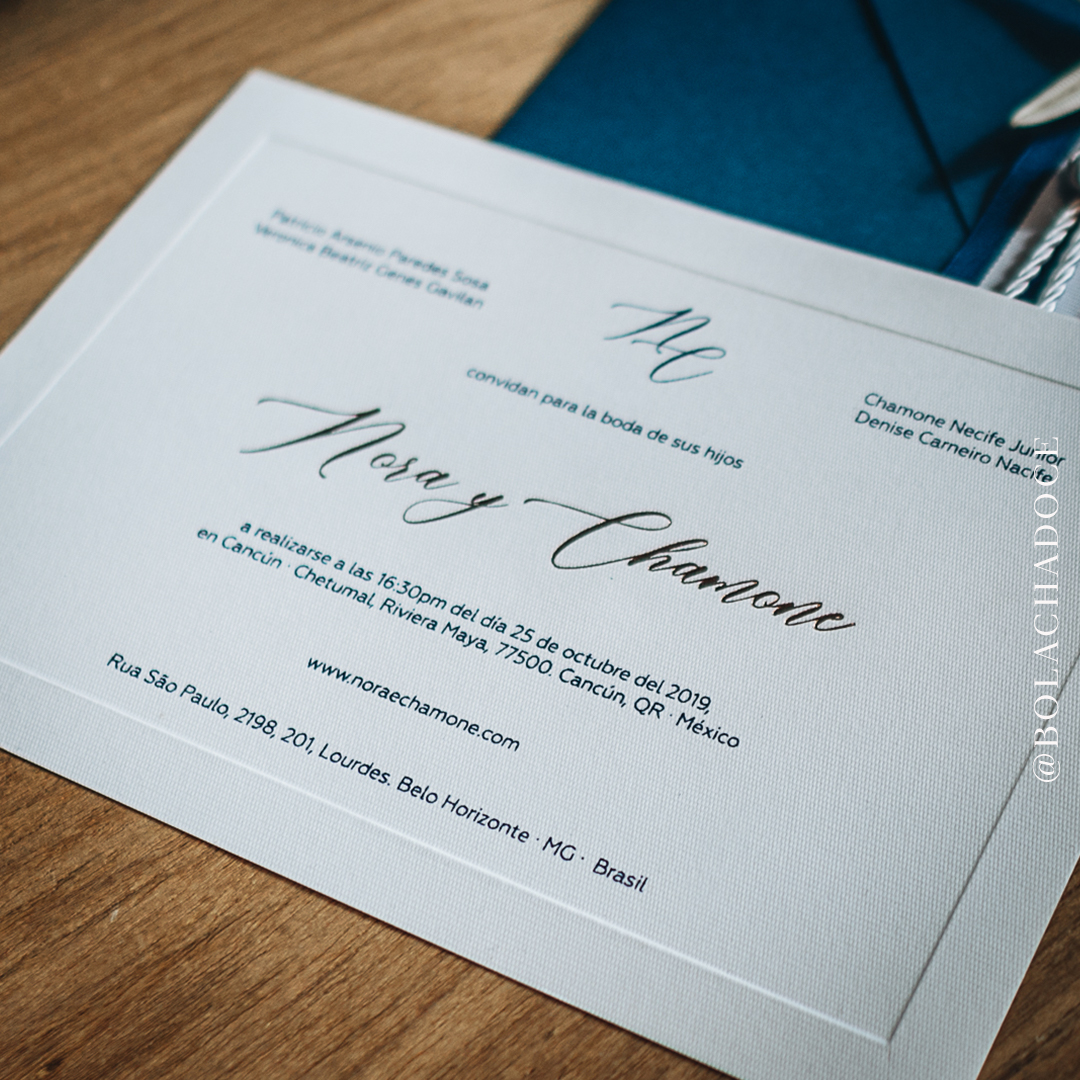 Patricio Arsenio Paredes Sosa
Veronica Beatriz Genes Gavilan
NC
Chamone Necife Junior
Denise Carneiro Nacife
convidan para la boda de sus hijos
Nora y Chamone
a realizarse a las 16:30pm del día 25 de octubre del 2019,
en Cancún · Chetumal, Riviera Maya, 77500. Cancún, QR · México
www.noraechamone.com
Rua São Paulo, 2198, 201, Lourdes. Belo Horizonte · MG · Brasil
@BOLACHADOCE